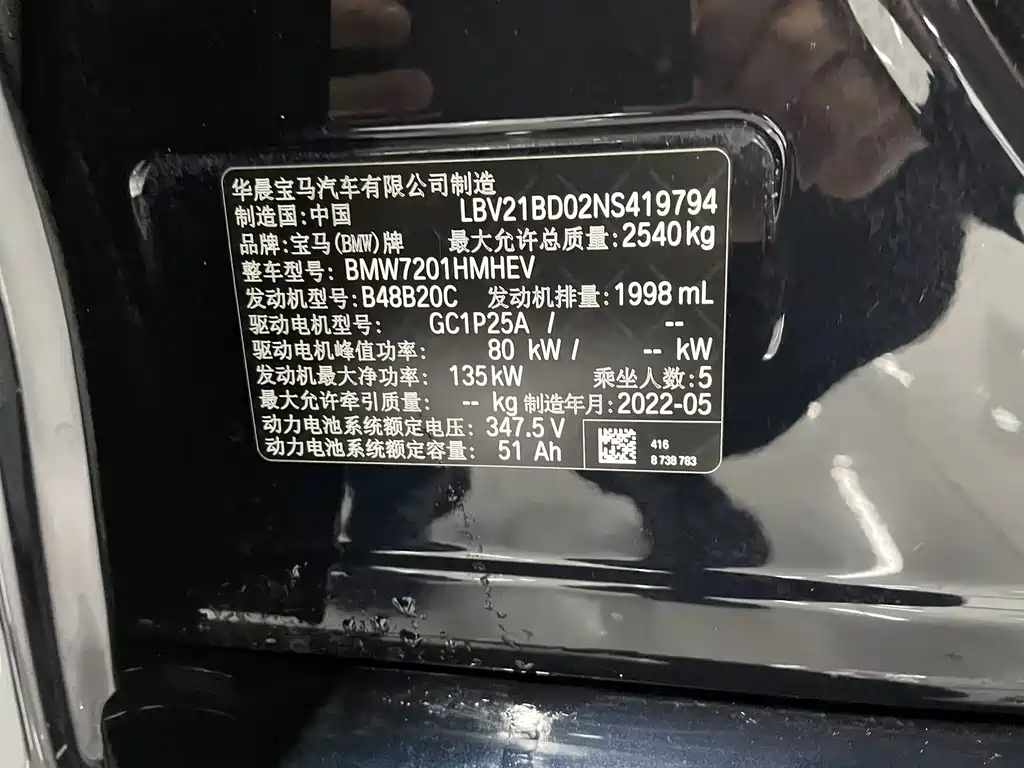 华晨宝马汽车有限公司制造
制造国:中国 LBV21BD02NS419794
品牌:宝马(BMW)牌 最大允许总质量:2540kg
整车型号: BMW7201HMHEV
发动机型号:B48B20C 发动机排量:1998 mL
驱动电机型号: GC1P25A / --
驱动电机峰值功率: 80 kW / -- kW
发动机最大净功率: 135kW 乘坐人数:5
最大允许牵引质量: -- kg 制造年月:2022-05
动力电池系统额定电压: 347.5 V
动力电池系统额定容量: 51 Ah
416
8 738 783